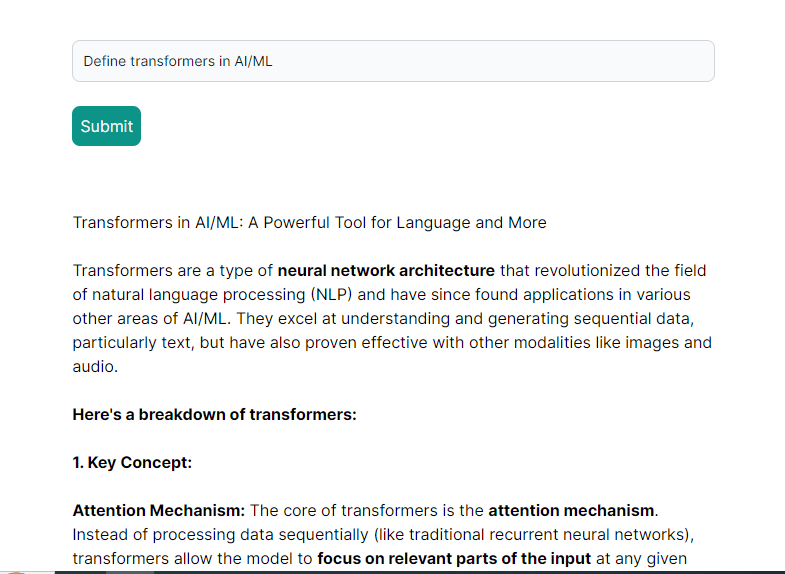 Define transformers in AI/ML
Submit
Transformers in AI/ML: A Powerful Tool for Language and More
Transformers are a type of neural network architecture that revolutionized the field
of natural language processing (NLP) and have since found applications in various
other areas of AI/ML. They excel at understanding and generating sequential data,
particularly text, but have also proven effective with other modalities like images and
audio.
Here's a breakdown of transformers:
1. Key Concept:
Attention Mechanism: The core of transformers is the attention mechanism.
Instead of processing data sequentially (like traditional recurrent neural networks),
transformers allow the model to focus on relevant parts of the input at any given